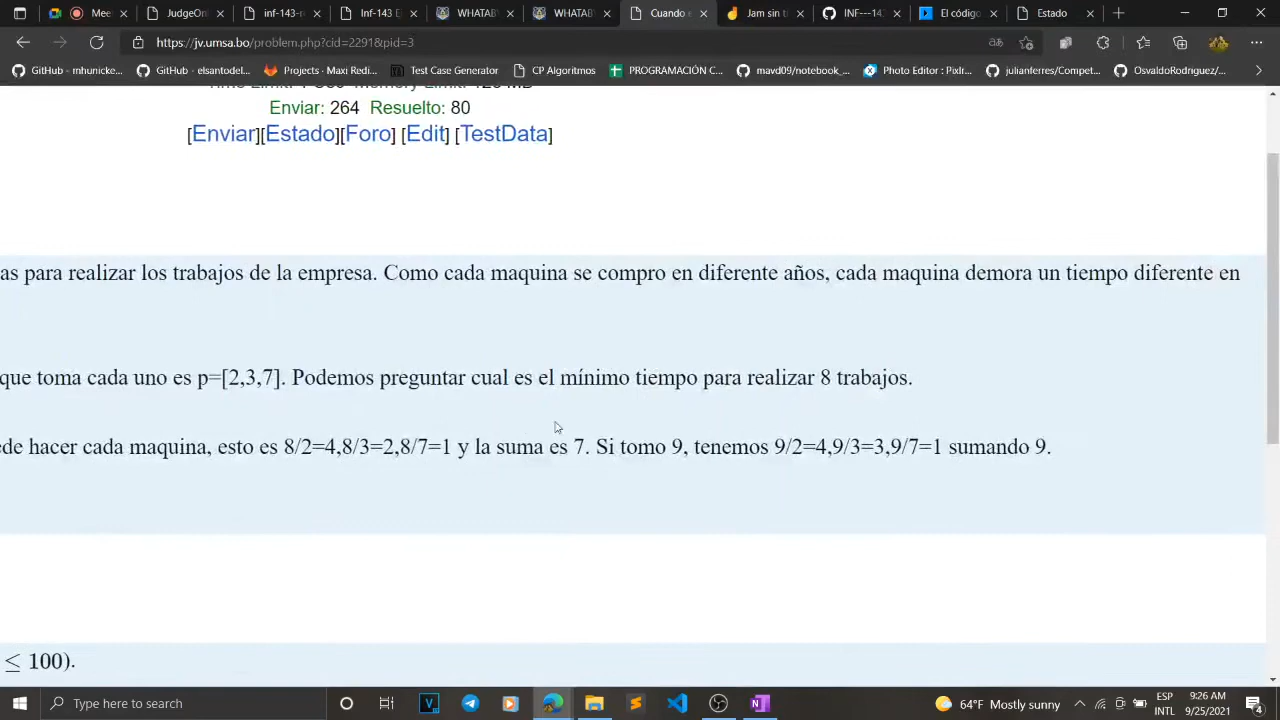 Meet
JudgeOnl
inf-143-r
Inf-143 E
WHATAB
WHATAB
Cuando e
Jam sin t
INF---143
El código
Estado
https://jv.umsa.bo/problem.php?cid=2291&pid=3
GitHub - mhunicke...
GitHub - elsantodel...
Projects · Maxi Redi...
Test Case Generator
CP Algoritmos
PROGRAMACIÓN C...
mavd09/notebook_...
Photo Editor : Pixlr...
julianferres/Compet...
OsvaldoRodriguez/...
Enviar: 264 Resuelto: 80
[Enviar][Estado][Foro] [Edit] [TestData]
as para realizar los trabajos de la empresa. Como cada maquina se compro en diferente años, cada maquina demora un tiempo diferente en
que toma cada uno es p=[2,3,7]. Podemos preguntar cual es el mínimo tiempo para realizar 8 trabajos.
ede hacer cada maquina, esto es 8/2=4,8/3=2,8/7=1 y la suma es 7. Si tomo 9, tenemos 9/2=4,9/3=3,9/7=1 sumando 9.
≤ 100).
Type here to search
64°F Mostly sunny
ESP
INTL
9:26 AM
9/25/2021
4